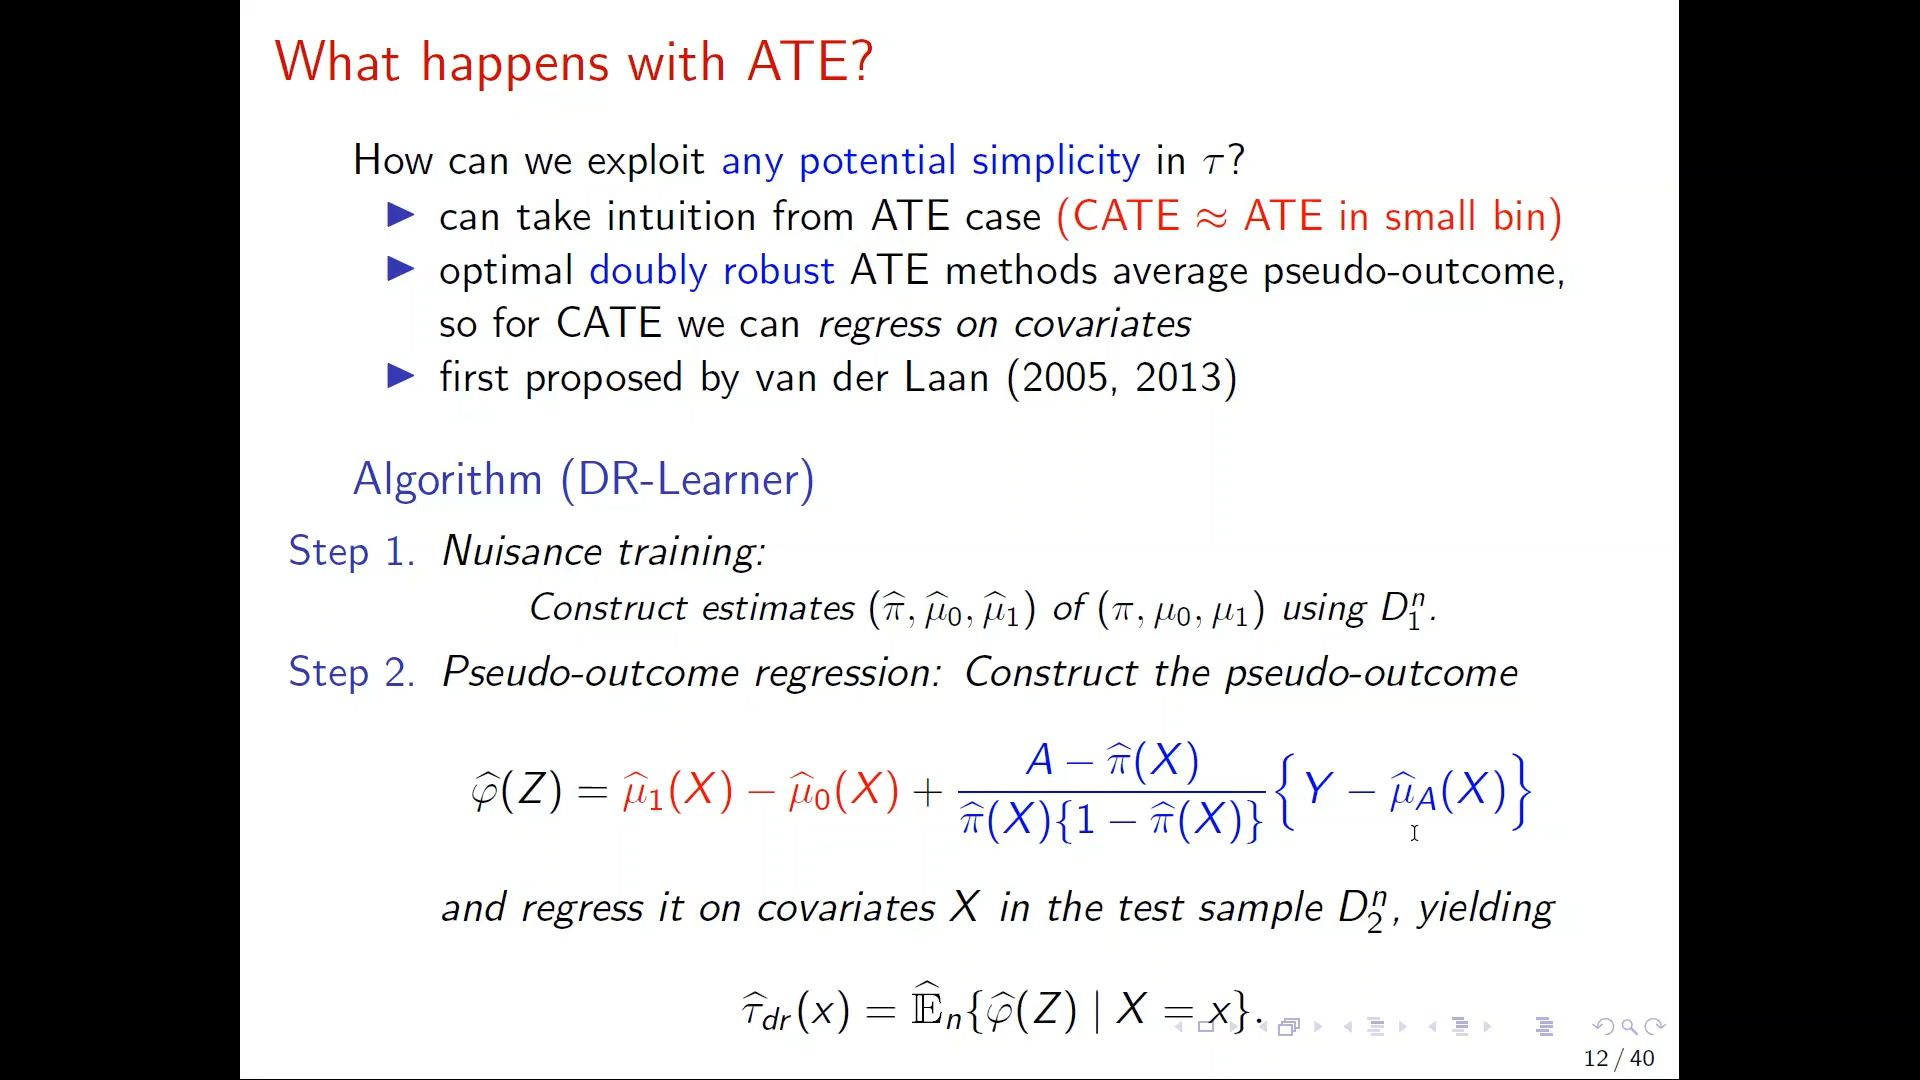 What happens with ATE?
How can we exploit any potential simplicity in τ?
can take intuition from ATE case (CATE ≈ ATE in small bin)
optimal doubly robust ATE methods average pseudo-outcome,
so for CATE we can regress on covariates
first proposed by van der Laan (2005, 2013)
Algorithm (DR-Learner)
Step 1. Nuisance training:
Construct estimates (π̂, μ̂₀, μ̂₁) of (π, μ₀, μ₁) using D₁ⁿ.
Step 2. Pseudo-outcome regression: Construct the pseudo-outcome
φ̂(Z) = μ̂₁(X) − μ̂₀(X) + \frac{A − π̂(X)}{π̂(X){1 − π̂(X)}} {Y − μ̂_A(X)}
and regress it on covariates X in the test sample D₂ⁿ, yielding
τ̂_{dr}(x) = 𝔼̂ₙ{φ̂(Z) | X = x}.
12 / 40